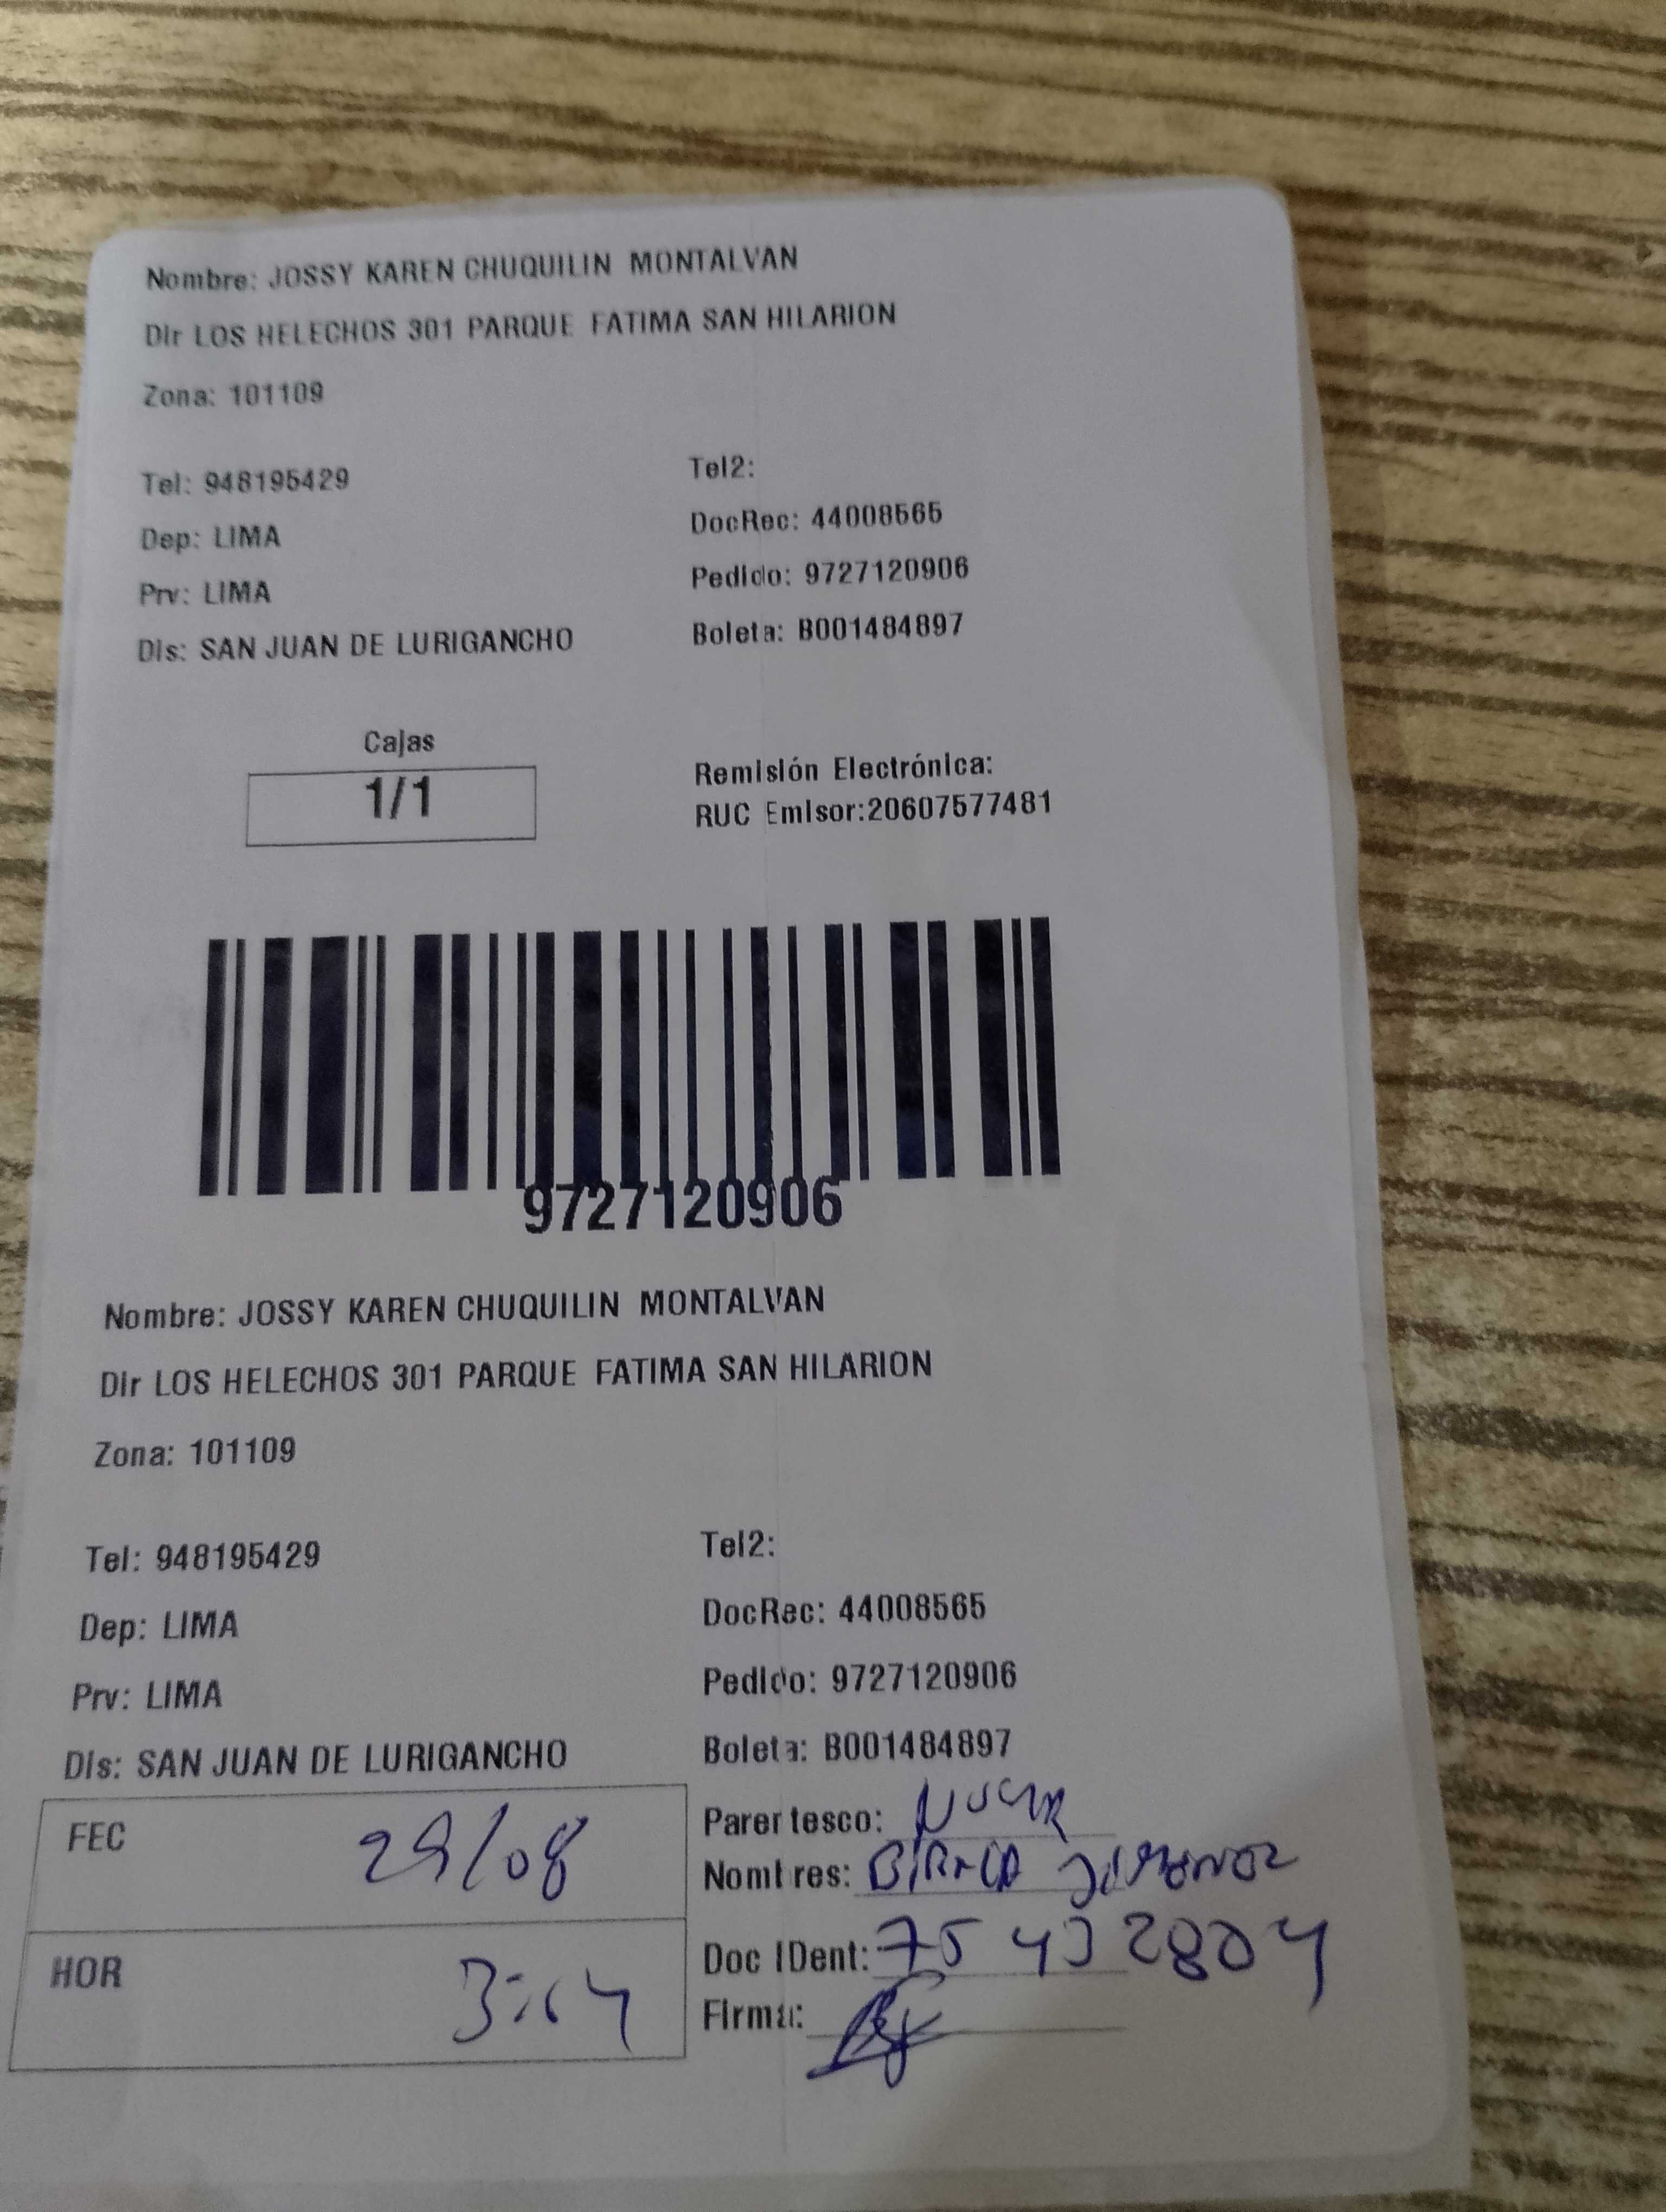 Nombre: JOSSY KAREN CHUQUILIN MONTALVAN
Dir LOS HELECHOS 301 PARQUE FATIMA SAN HILARION
Zona: 101109
Tel: 948195429
Tel2:
Dep: LIMA
DocRec: 44008565
Prv: LIMA
Pedido: 9727120906
Dis: SAN JUAN DE LURIGANCHO
Boleta: B001484897
Cajas
1/1
Remisión Electrónica:
RUC Emisor:20607577481
9727120906
Nombre: JOSSY KAREN CHUQUILIN MONTALVAN
Dir LOS HELECHOS 301 PARQUE FATIMA SAN HILARION
Zona: 101109
Tel: 948195429
Tel2:
Dep: LIMA
DocRec: 44008565
Prv: LIMA
Pedido: 9727120906
Dis: SAN JUAN DE LURIGANCHO
Boleta: B001484897
FEC 29/08
Parentesco:
Nombres:
HOR
Doc IDent:
Firma: